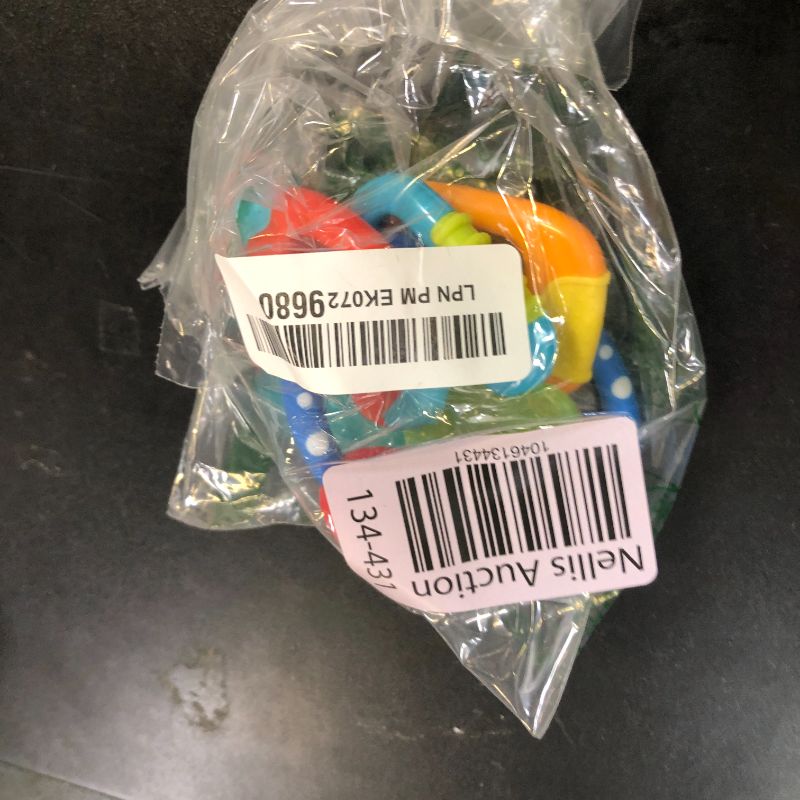 LPN PM EK0729680
Nellis Auction
1046134431
134-431